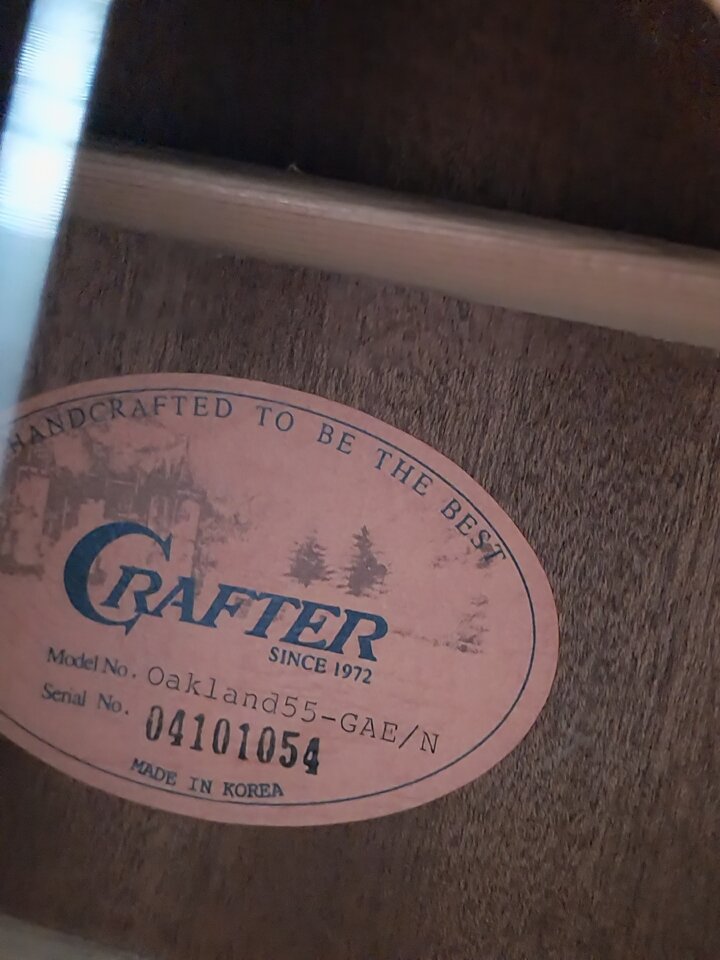 HANDCRAFTED TO BE THE BEST
CRAFTER
SINCE 1972
Model No. Oakland55-GAE/N
Serial No. 04101054
MADE IN KOREA